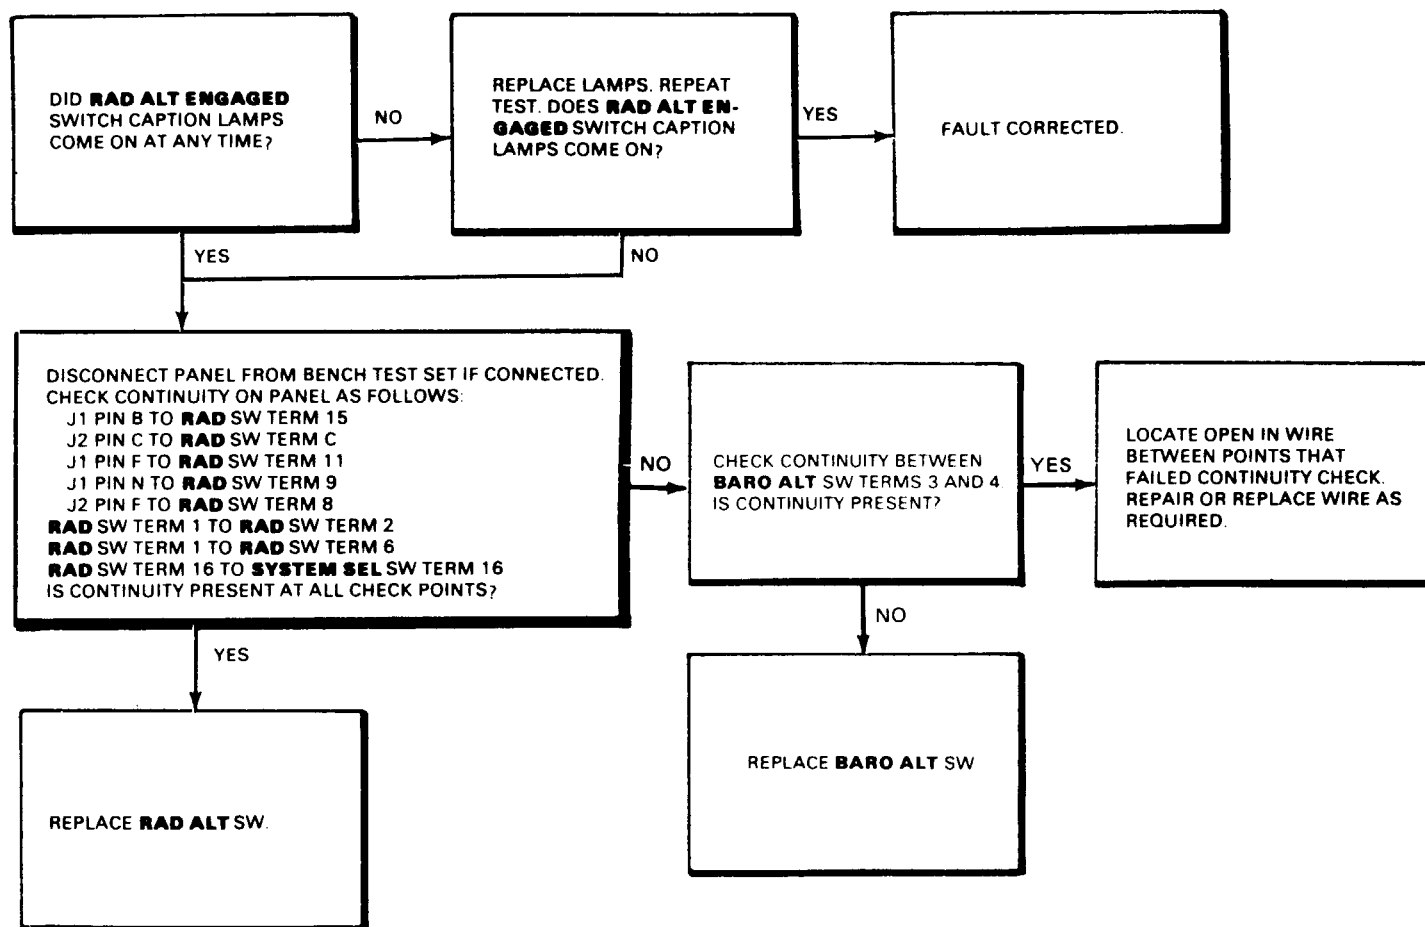 DID RAD ALT ENGAGED
SWITCH CAPTION LAMPS
COME ON AT ANY TIME?
NO
REPLACE LAMPS. REPEAT
TEST. DOES RAD ALT EN-
GAGED SWITCH CAPTION
LAMPS COME ON?
YES
FAULT CORRECTED.
YES
NO
DISCONNECT PANEL FROM BENCH TEST SET IF CONNECTED.
CHECK CONTINUITY ON PANEL AS FOLLOWS:
J1 PIN B TO RAD SW TERM 15
J2 PIN C TO RAD SW TERM C
J1 PIN F TO RAD SW TERM 11
J1 PIN N TO RAD SW TERM 9
J2 PIN F TO RAD SW TERM 8
RAD SW TERM 1 TO RAD SW TERM 2
RAD SW TERM 1 TO RAD SW TERM 6
RAD SW TERM 16 TO SYSTEM SEL SW TERM 16
IS CONTINUITY PRESENT AT ALL CHECK POINTS?
NO
CHECK CONTINUITY BETWEEN
BARO ALT SW TERMS 3 AND 4.
IS CONTINUITY PRESENT?
YES
LOCATE OPEN IN WIRE
BETWEEN POINTS THAT
FAILED CONTINUITY CHECK.
REPAIR OR REPLACE WIRE AS
REQUIRED.
YES
NO
REPLACE RAD ALT SW.
REPLACE BARO ALT SW